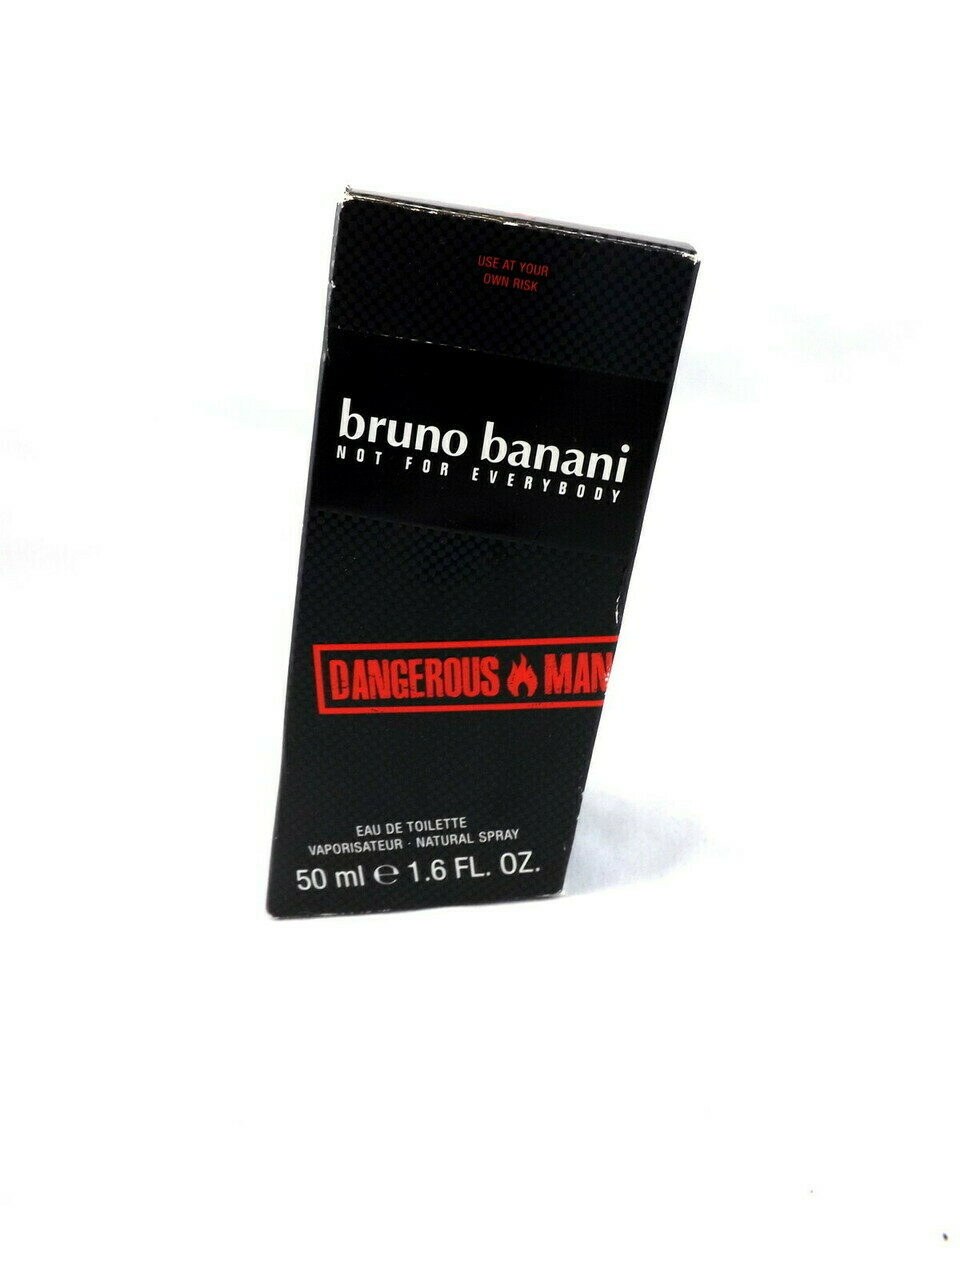 USE AT YOUR
OWN RISK
bruno banani
NOT FOR EVERYBODY
DANGEROUS MAN
EAU DE TOILETTE
VAPORISATEUR · NATURAL SPRAY
50 ml ℮ 1.6 FL. OZ.